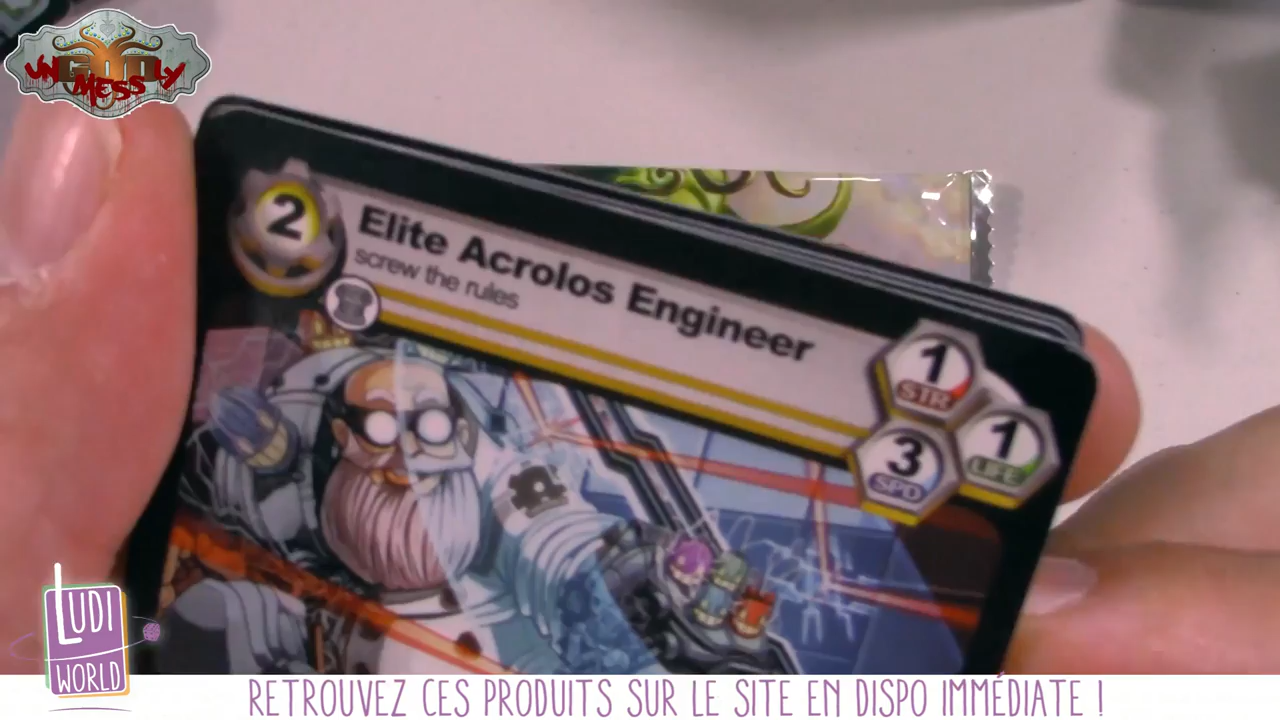 UNGODLY
MESS
2
Elite Acrolos Engineer
screw the rules
1
STR
3
SPD
1
LIFE
LUDI
WORLD
RETROUVEZ CES PRODUITS SUR LE SITE EN DISPO IMMÉDIATE !